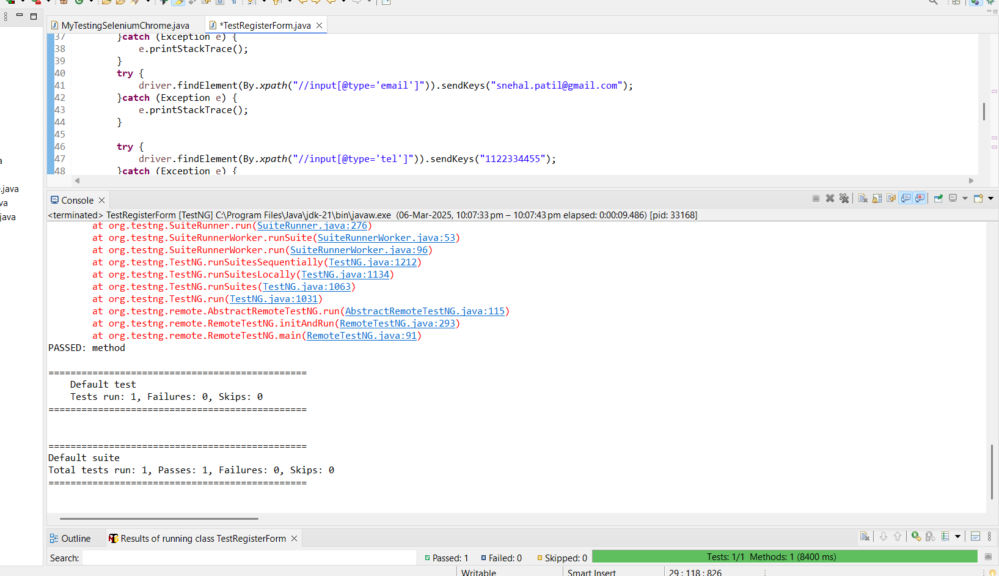 MyTestingSeleniumChrome.java
*TestRegisterForm.java
37 }catch (Exception e) {
38 e.printStackTrace();
39 }
40 try {
41 driver.findElement(By.xpath("//input[@type='email']")).sendKeys("snehal.patil@gmail.com");
42 }catch (Exception e) {
43 e.printStackTrace();
44 }
45
46 try {
47 driver.findElement(By.xpath("//input[@type='tel']")).sendKeys("1122334455");
48 }catch (Exception e) {
a
.java
va
java
Console
<terminated> TestRegisterForm [TestNG] C:\Program Files\Java\jdk-21\bin\javaw.exe (06-Mar-2025, 10:07:33 pm – 10:07:43 pm elapsed: 0:00:09.486) [pid: 33168]
at org.testng.SuiteRunner.run(SuiteRunner.java:276)
at org.testng.SuiteRunnerWorker.runSuite(SuiteRunnerWorker.java:53)
at org.testng.SuiteRunnerWorker.run(SuiteRunnerWorker.java:96)
at org.testng.TestNG.runSuitesSequentially(TestNG.java:1212)
at org.testng.TestNG.runSuitesLocally(TestNG.java:1134)
at org.testng.TestNG.runSuites(TestNG.java:1063)
at org.testng.TestNG.run(TestNG.java:1031)
at org.testng.remote.AbstractRemoteTestNG.run(AbstractRemoteTestNG.java:115)
at org.testng.remote.RemoteTestNG.initAndRun(RemoteTestNG.java:293)
at org.testng.remote.RemoteTestNG.main(RemoteTestNG.java:91)
PASSED: method
===============================================
Default test
Tests run: 1, Failures: 0, Skips: 0
===============================================
===============================================
Default suite
Total tests run: 1, Passes: 1, Failures: 0, Skips: 0
===============================================
Outline
Results of running class TestRegisterForm
Search:
Passed: 1
Failed: 0
Skipped: 0
Tests: 1/1 Methods: 1 (8400 ms)
Writable
Smart Insert
29 : 118 : 826